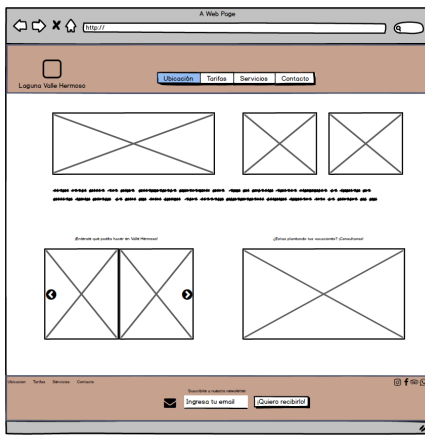 A Web Page
http://
Laguna Valle Hermoso
Ubicación Tarifas Servicios Contacto
¡Enterate qué podés hacer en Valle Hermoso!
¿Estas planeando tus vacaciones? ¡Consultanos!
Ubicación Tarifas Servicios Contacto
Suscribite a nuestro newsletter
Ingresa tu email
¡Quiero recibirlo!